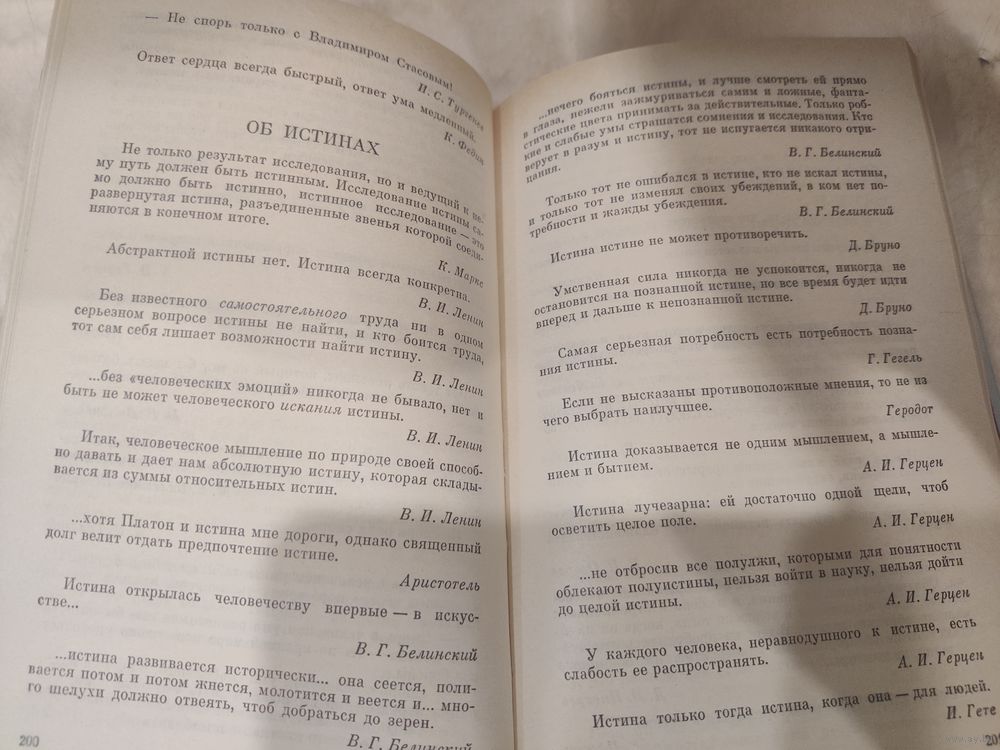 — Не спорь только с Владимиром Стасовым!
И. С. Тургенев
Ответ сердца всегда быстрый, ответ ума медленный.
К. Федин
ОБ ИСТИНАХ
Не только результат исследования, но и ведущий к не-
му путь должен быть истинным. Исследование истины са-
мо должно быть истинно, истинное исследование — это
развернутая истина, разъединенные звенья которой соеди-
няются в конечном итоге.
К. Маркс
Абстрактной истины нет. Истина всегда конкретна.
В. И. Ленин
Без известного самостоятельного труда ни в одном
серьезном вопросе истины не найти, и кто боится труда,
тот сам себя лишает возможности найти истину.
В. И. Ленин
...без «человеческих эмоций» никогда не бывало, нет и
быть не может человеческого искания истины.
В. И. Ленин
Итак, человеческое мышление по природе своей способ-
но давать и дает нам абсолютную истину, которая склады-
вается из суммы относительных истин.
В. И. Ленин
...хотя Платон и истина мне дороги, однако священный
долг велит отдать предпочтение истине.
Аристотель
Истина открылась человечеству впервые — в искус-
стве...
В. Г. Белинский
...истина развивается исторически... она сеется, поли-
вается потом и потом жнется, молотится и веется и... мно-
го шелухи должно отвеять, чтоб добраться до зерен.
В. Г. Белинский
200
...нечего бояться истины, и лучше смотреть ей прямо
в глаза, нежели зажмуриваться самим и ложные, фанта-
стические цвета принимать за действительные. Только роб-
кие и слабые умы страшатся сомнения и исследования. Кто
верует в разум и истину, тот не испугается никакого отри-
цания.
В. Г. Белинский
Только тот не ошибался в истине, кто не искал истины,
и только тот не изменял своих убеждений, в ком нет по-
требности и жажды убеждения.
В. Г. Белинский
Истина истине не может противоречить.
Д. Бруно
Умственная сила никогда не успокоится, никогда не
остановится на познанной истине, но все время будет идти
вперед и дальше к непознанной истине.
Д. Бруно
Самая серьезная потребность есть потребность позна-
ния истины.
Г. Гегель
Если не высказаны противоположные мнения, то не из
чего выбрать наилучшее.
Геродот
Истина доказывается не одним мышлением, а мышле-
нием и бытием.
А. И. Герцен
Истина лучезарна: ей достаточно одной щели, чтоб
осветить целое поле.
А. И. Герцен
...не отбросив все полулжи, которыми для понятности
облекают полуистины, нельзя войти в науку, нельзя дойти
до целой истины.
А. И. Герцен
У каждого человека, неравнодушного к истине, есть
слабость ее распространять.
А. И. Герцен
Истина только тогда истина, когда она — для людей.
И. Гете